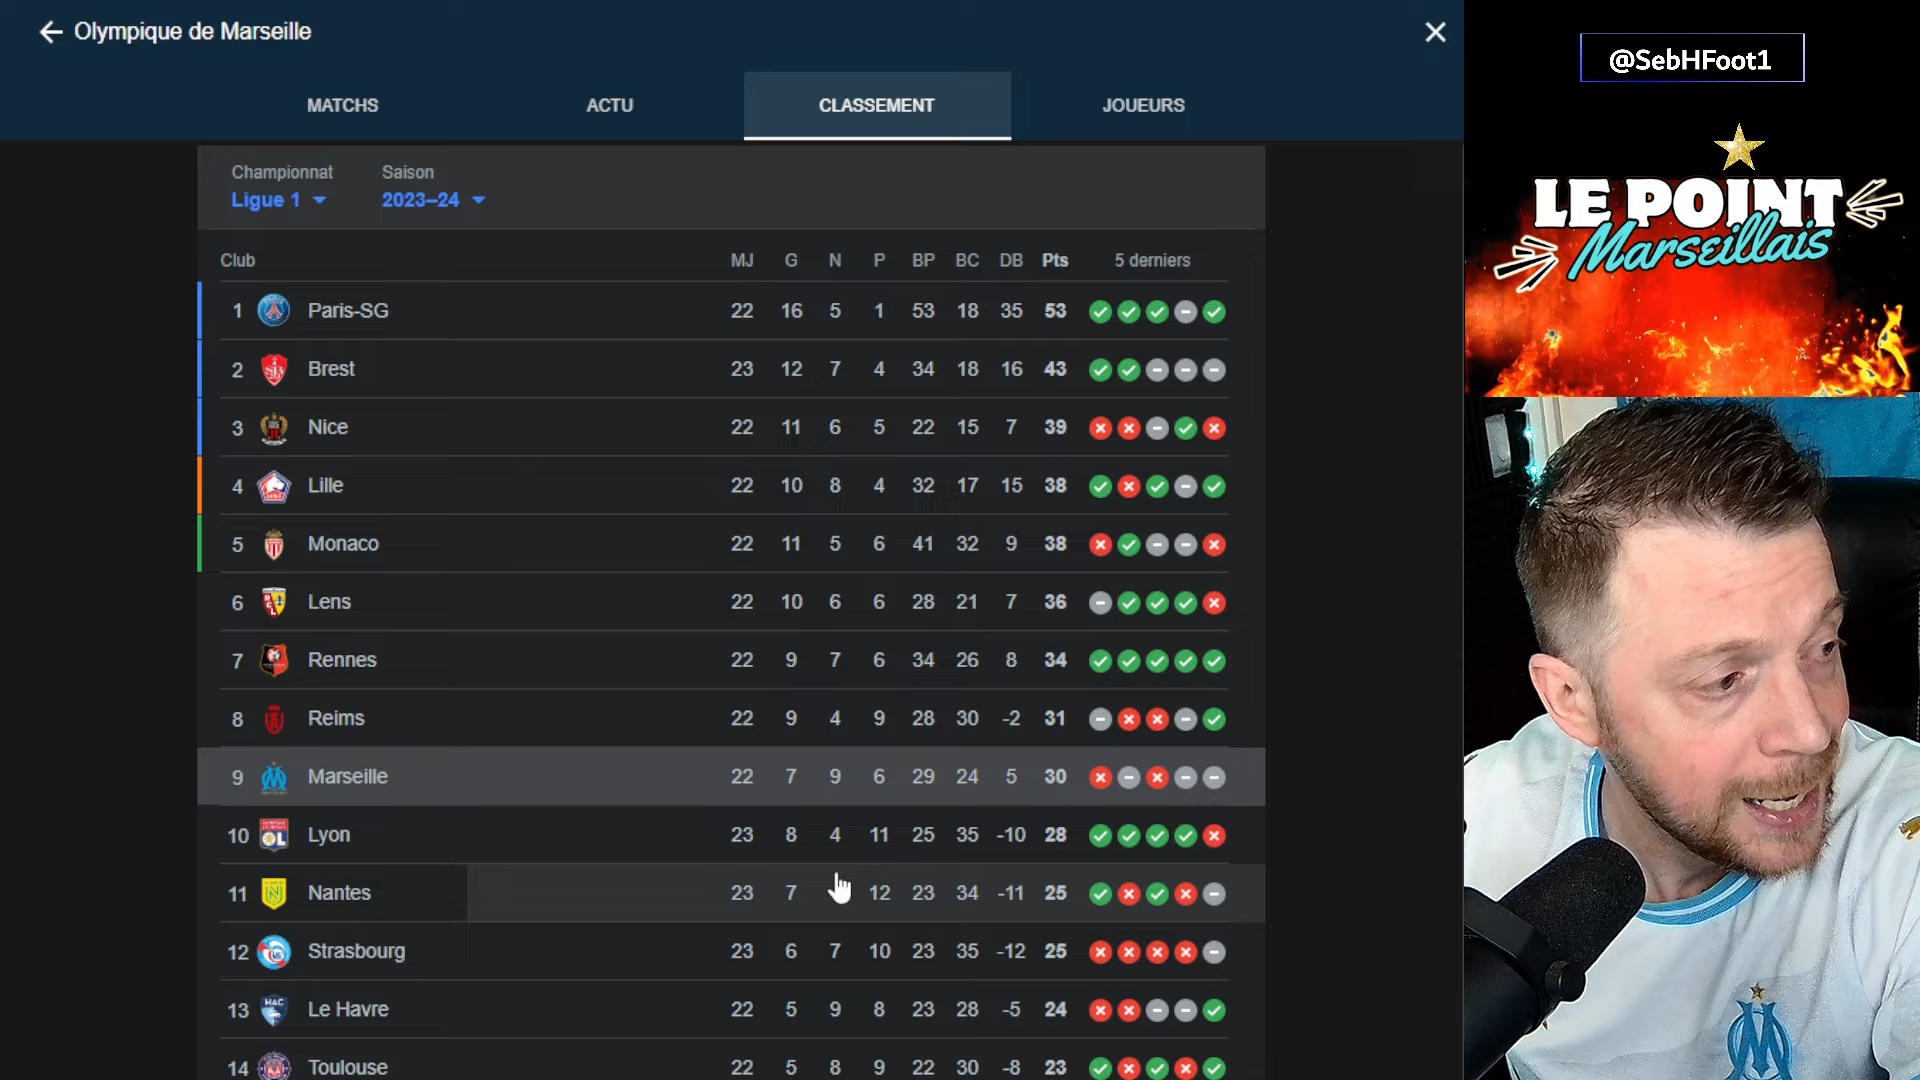 Olympique de Marseille
MATCHS ACTU CLASSEMENT JOUEURS
Championnat Saison
Ligue 1 2023–24
Club MJ G N P BP BC DB Pts 5 derniers
1 Paris-SG 22 16 5 1 53 18 35 53
2 Brest 23 12 7 4 34 18 16 43
3 Nice 22 11 6 5 22 15 7 39
4 Lille 22 10 8 4 32 17 15 38
5 Monaco 22 11 5 6 41 32 9 38
6 Lens 22 10 6 6 28 21 7 36
7 Rennes 22 9 7 6 34 26 8 34
8 Reims 22 9 4 9 28 30 -2 31
9 Marseille 22 7 9 6 29 24 5 30
10 Lyon 23 8 4 11 25 35 -10 28
11 Nantes 23 7 12 23 34 -11 25
12 Strasbourg 23 6 7 10 23 35 -12 25
13 Le Havre 22 5 9 8 23 28 -5 24
14 Toulouse 22 5 8 9 22 30 -8 23
@SebHFoot1
LE POINT
Marseillais